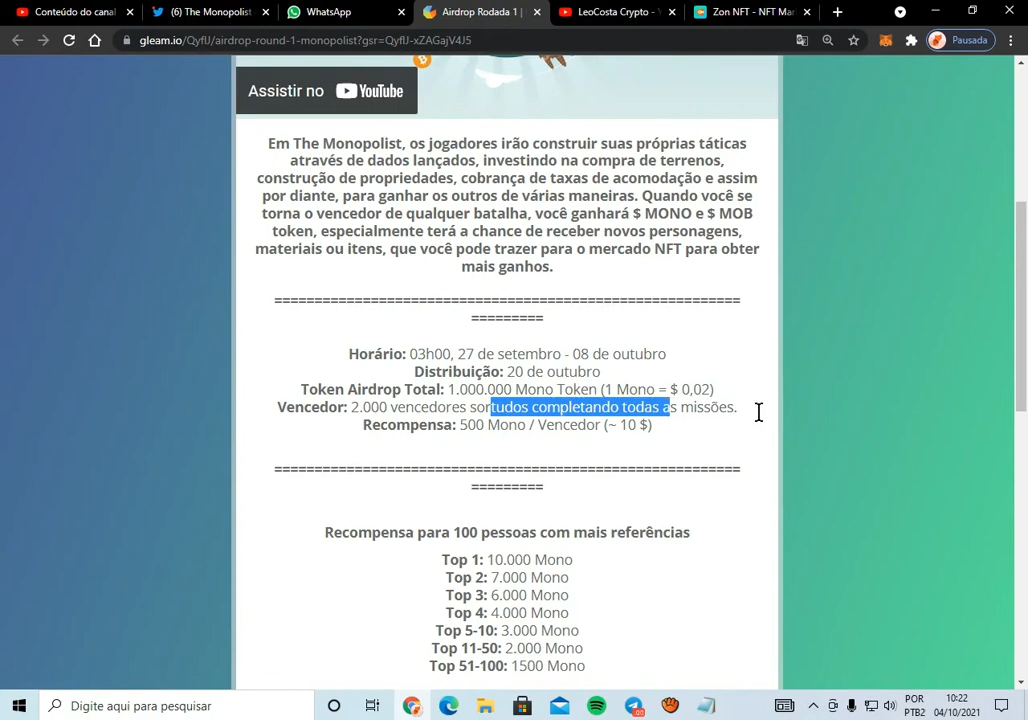 Conteúdo do canal
(6) The Monopolist
WhatsApp
Airdrop Rodada 1 |
LeoCosta Crypto - Y
Zon NFT - NFT Mar
gleam.io/QyflJ/airdrop-round-1-monopolist?gsr=QyflJ-xZAGajV4J5
Pausada
Assistir no YouTube
Em The Monopolist, os jogadores irão construir suas próprias táticas
através de dados lançados, investindo na compra de terrenos,
construção de propriedades, cobrança de taxas de acomodação e assim
por diante, para ganhar os outros de várias maneiras. Quando você se
torna o vencedor de qualquer batalha, você ganhará $ MONO e $ MOB
token, especialmente terá a chance de receber novos personagens,
materiais ou itens, que você pode trazer para o mercado NFT para obter
mais ganhos.
==========================================================
=========
Horário: 03h00, 27 de setembro - 08 de outubro
Distribuição: 20 de outubro
Token Airdrop Total: 1.000.000 Mono Token (1 Mono = $ 0,02)
Vencedor: 2.000 vencedores sortudos completando todas as missões.
Recompensa: 500 Mono / Vencedor (~ 10 $)
==========================================================
=========
Recompensa para 100 pessoas com mais referências
Top 1: 10.000 Mono
Top 2: 7.000 Mono
Top 3: 6.000 Mono
Top 4: 4.000 Mono
Top 5-10: 3.000 Mono
Top 11-50: 2.000 Mono
Top 51-100: 1500 Mono
Digite aqui para pesquisar
POR
PTB2
10:22
04/10/2021